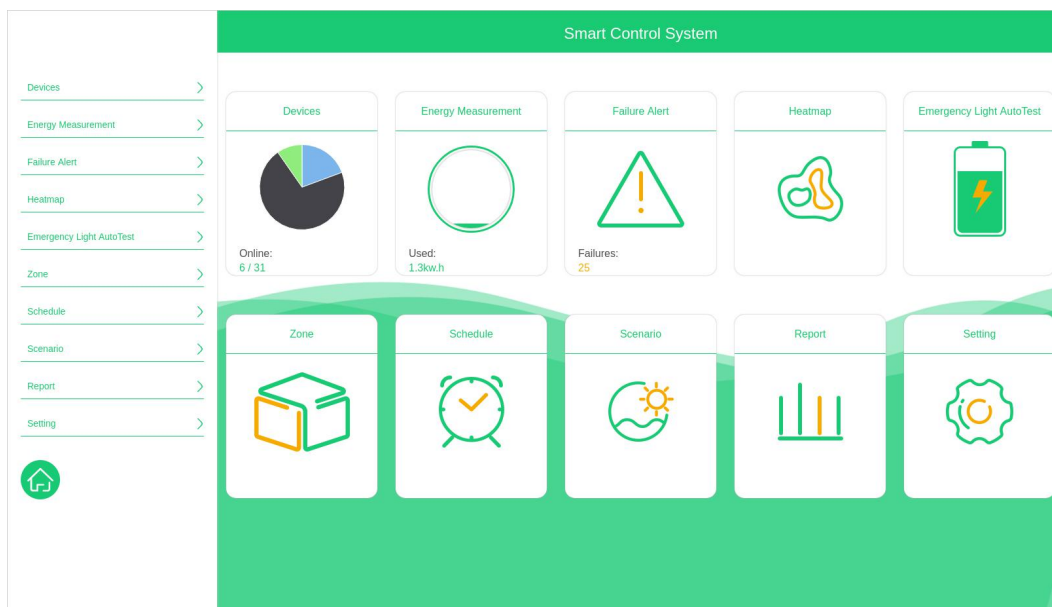 Smart Control System
Devices
Energy Measurement
Failure Alert
Heatmap
Emergency Light AutoTest
Zone
Schedule
Scenario
Report
Setting
Devices
Online:
6 / 31
Energy Measurement
Used:
1.3kw.h
Failure Alert
Failures:
25
Heatmap
Emergency Light AutoTest
Zone
Schedule
Scenario
Report
Setting